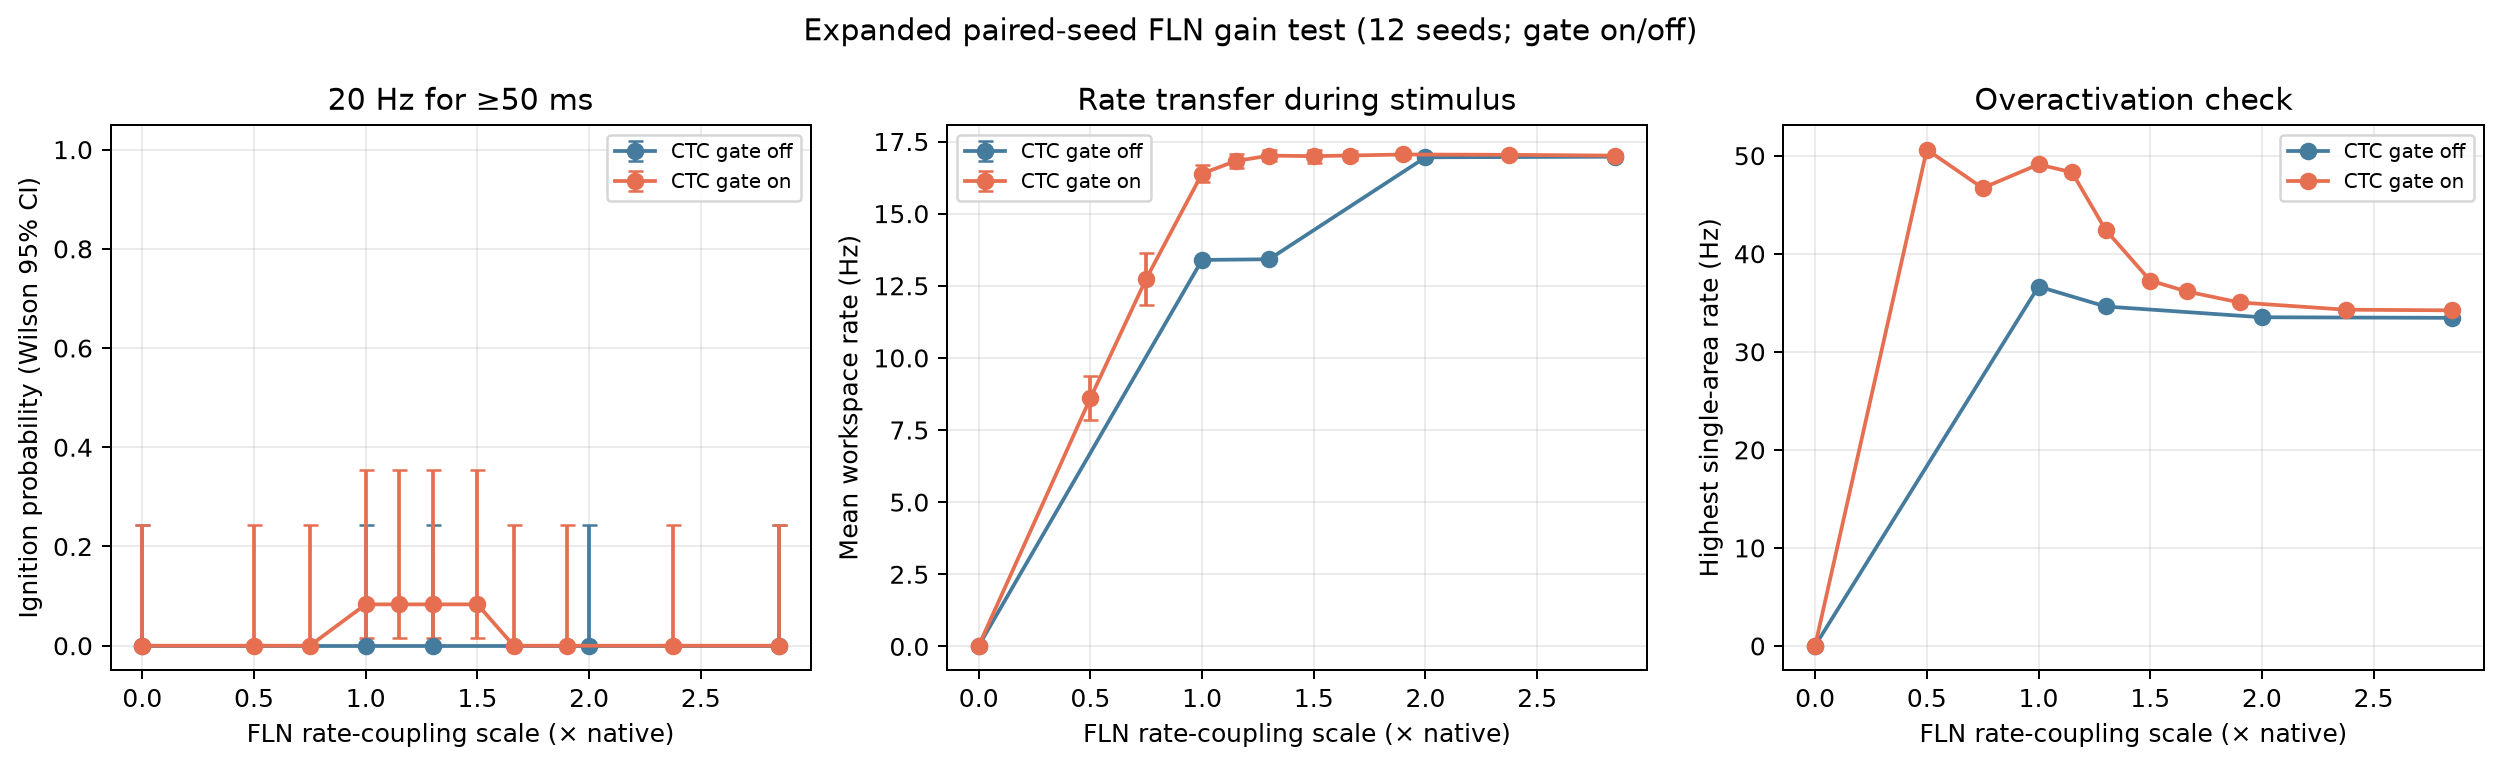 Expanded paired-seed FLN gain test (12 seeds; gate on/off)
20 Hz for ≥50 ms
Ignition probability (Wilson 95% CI)
1.0
0.8
0.6
0.4
0.2
0.0
CTC gate off
CTC gate on
0.0 0.5 1.0 1.5 2.0 2.5
FLN rate-coupling scale (× native)
Rate transfer during stimulus
Mean workspace rate (Hz)
17.5
15.0
12.5
10.0
7.5
5.0
2.5
0.0
CTC gate off
CTC gate on
0.0 0.5 1.0 1.5 2.0 2.5
FLN rate-coupling scale (× native)
Overactivation check
Highest single-area rate (Hz)
50
40
30
20
10
0
CTC gate off
CTC gate on
0.0 0.5 1.0 1.5 2.0 2.5
FLN rate-coupling scale (× native)